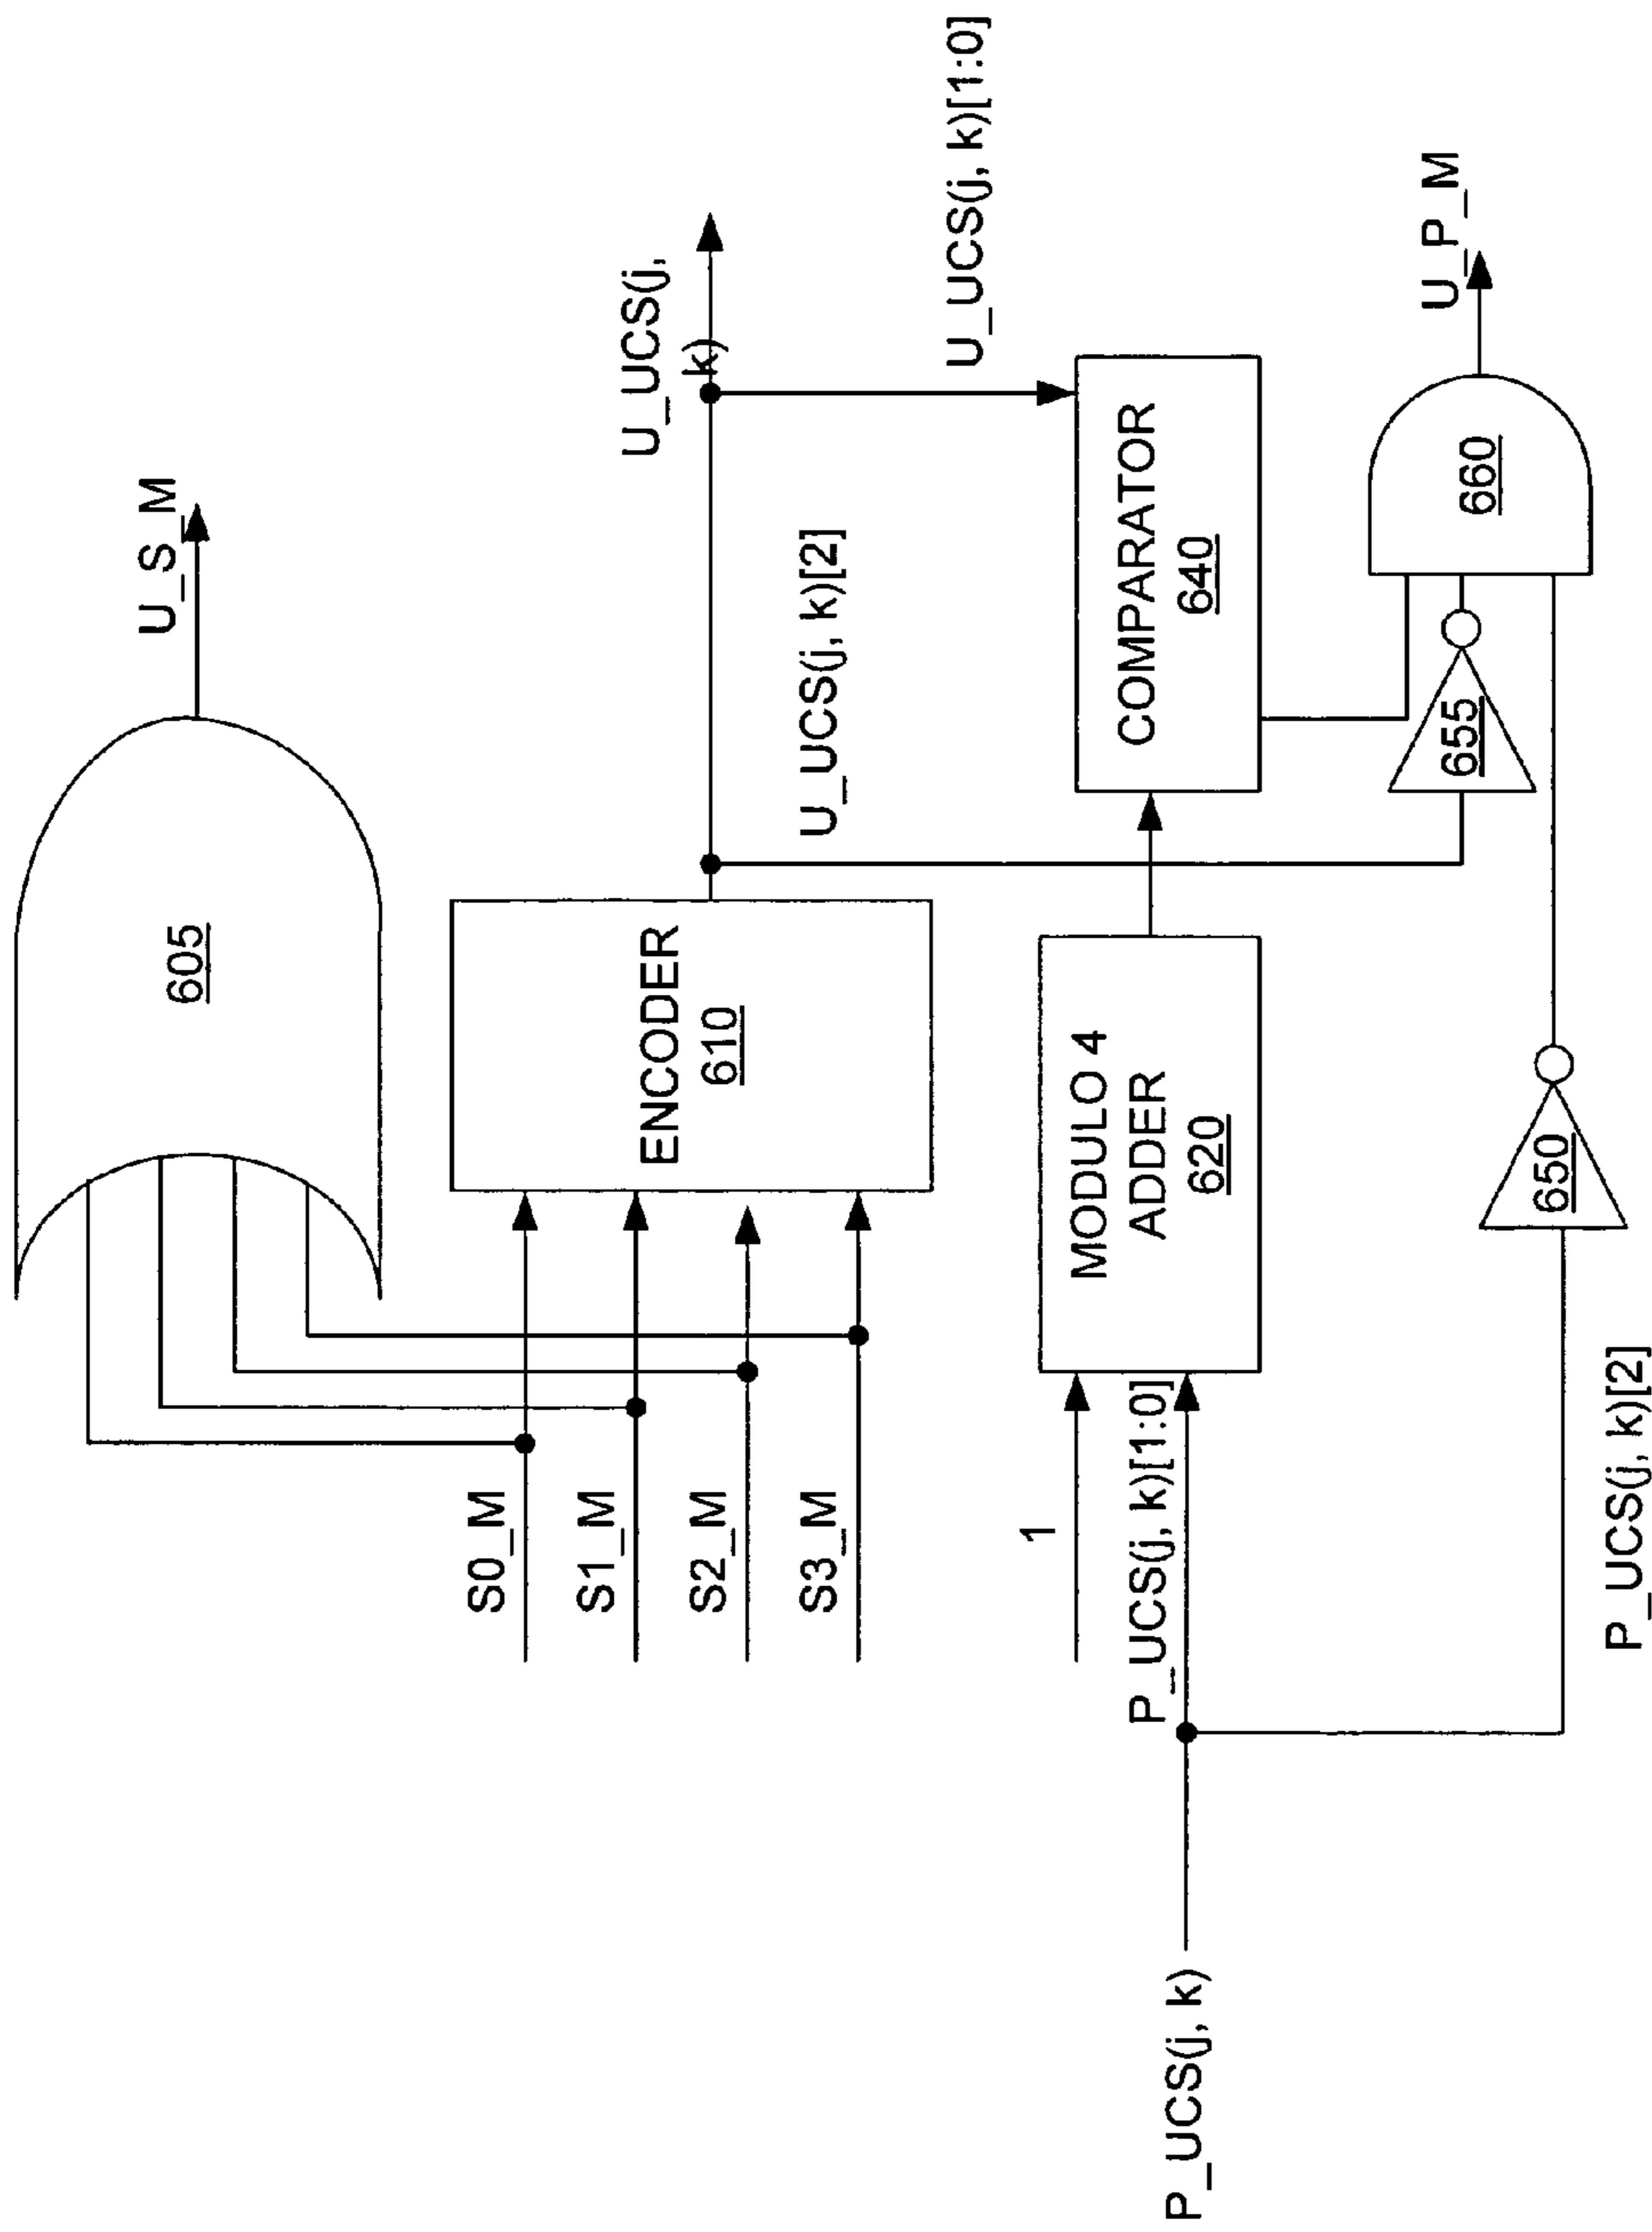 605
U_S_M
S0_M
S1_M
S2_M
S3_M
ENCODER
610
U_UCS(j,
k)
U_UCS(j, k)[2]
U_UCS(j, k)[1:0]
1
P_UCS(j, k)[1:0]
MODULO 4
ADDER
620
COMPARATOR
640
P_UCS(j, k)
P_UCS(j, k)[2]
650
655
660
U_P_M